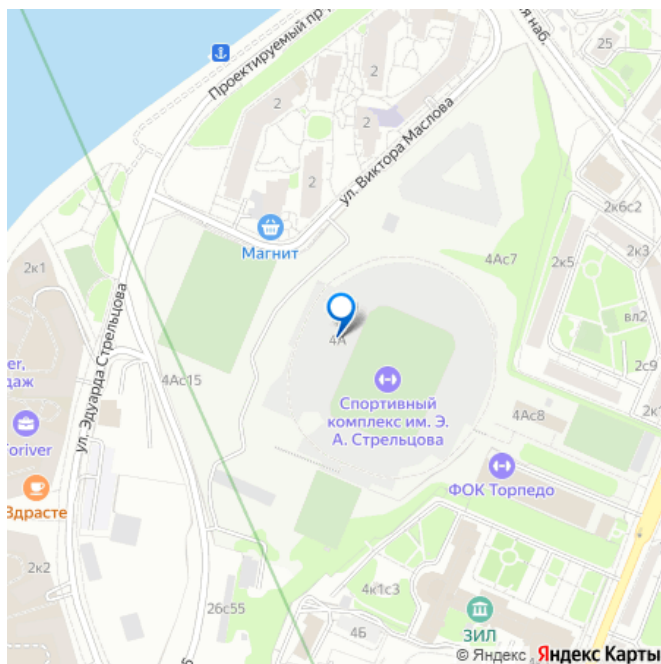 Проектируемый пр.
наб.
25
2
2
2
2
ул. Виктора Маслова
Магнит
2к6с2
2к1
4Ас7
2к5
2к3
вл2
2с9
ул. Эдуарда Стрельцова
4А
4Ас15
Спортивный
комплекс им. Э.
А. Стрельцова
4Ас8
ФОК Торпедо
er,
даж
Foriver
Здрасте
2к2
26с55
4к1с3
4Б
ЗИЛ
© Яндекс Яндекс Карты